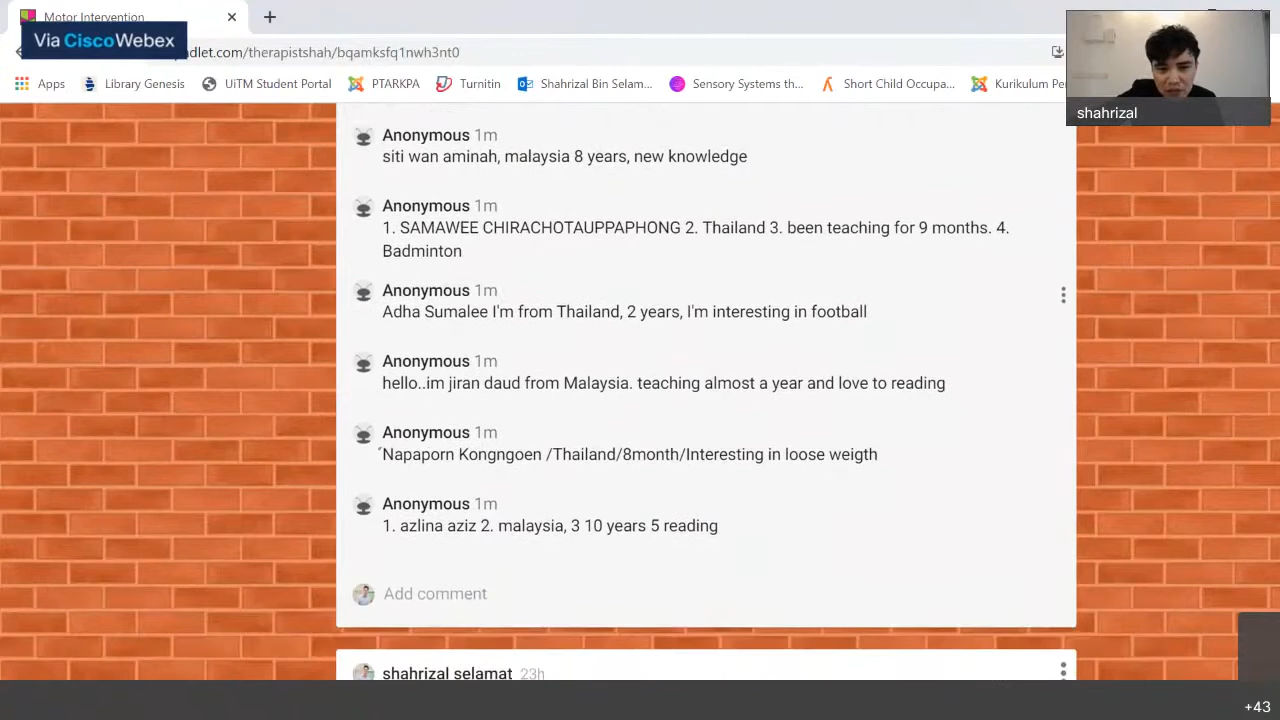 Motor Intervention
Via CiscoWebex
dlet.com/therapistshah/bqamksfq1nwh3nt0
Apps
Library Genesis
UiTM Student Portal
PTARKPA
Turnitin
Shahrizal Bin Selam...
Sensory Systems th...
Short Child Occupa...
Kurikulum Pe
shahrizal
Anonymous 1m
siti wan aminah, malaysia 8 years, new knowledge
Anonymous 1m
1. SAMAWEE CHIRACHOTAUPPAPHONG 2. Thailand 3. been teaching for 9 months. 4.
Badminton
Anonymous 1m
Adha Sumalee I'm from Thailand, 2 years, I'm interesting in football
Anonymous 1m
hello..im jiran daud from Malaysia. teaching almost a year and love to reading
Anonymous 1m
Napaporn Kongngoen /Thailand/8month/Interesting in loose weigth
Anonymous 1m
1. azlina aziz 2. malaysia, 3 10 years 5 reading
Add comment
shahrizal selamat 23h
+43